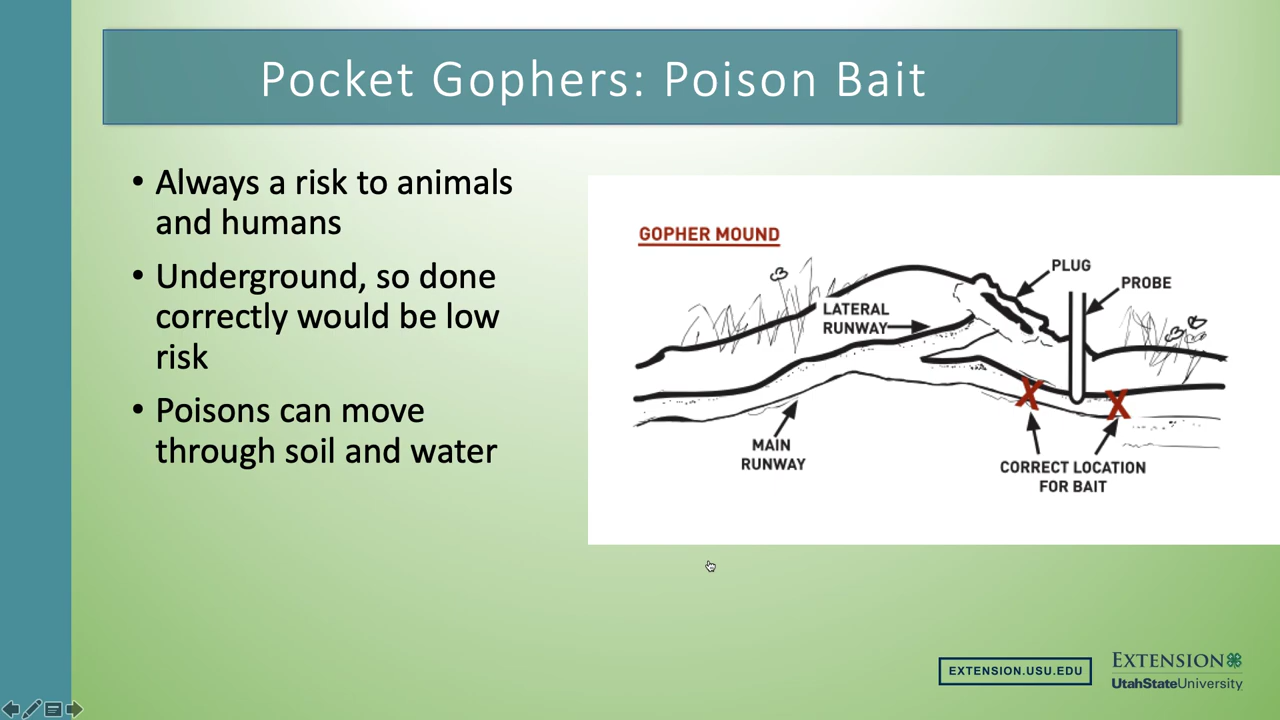 Pocket Gophers: Poison Bait
• Always a risk to animals
and humans
• Underground, so done
correctly would be low
risk
• Poisons can move
through soil and water
GOPHER MOUND
PLUG
PROBE
LATERAL
RUNWAY
MAIN
RUNWAY
X X
CORRECT LOCATION
FOR BAIT
EXTENSION.USU.EDU
EXTENSION
UtahStateUniversity